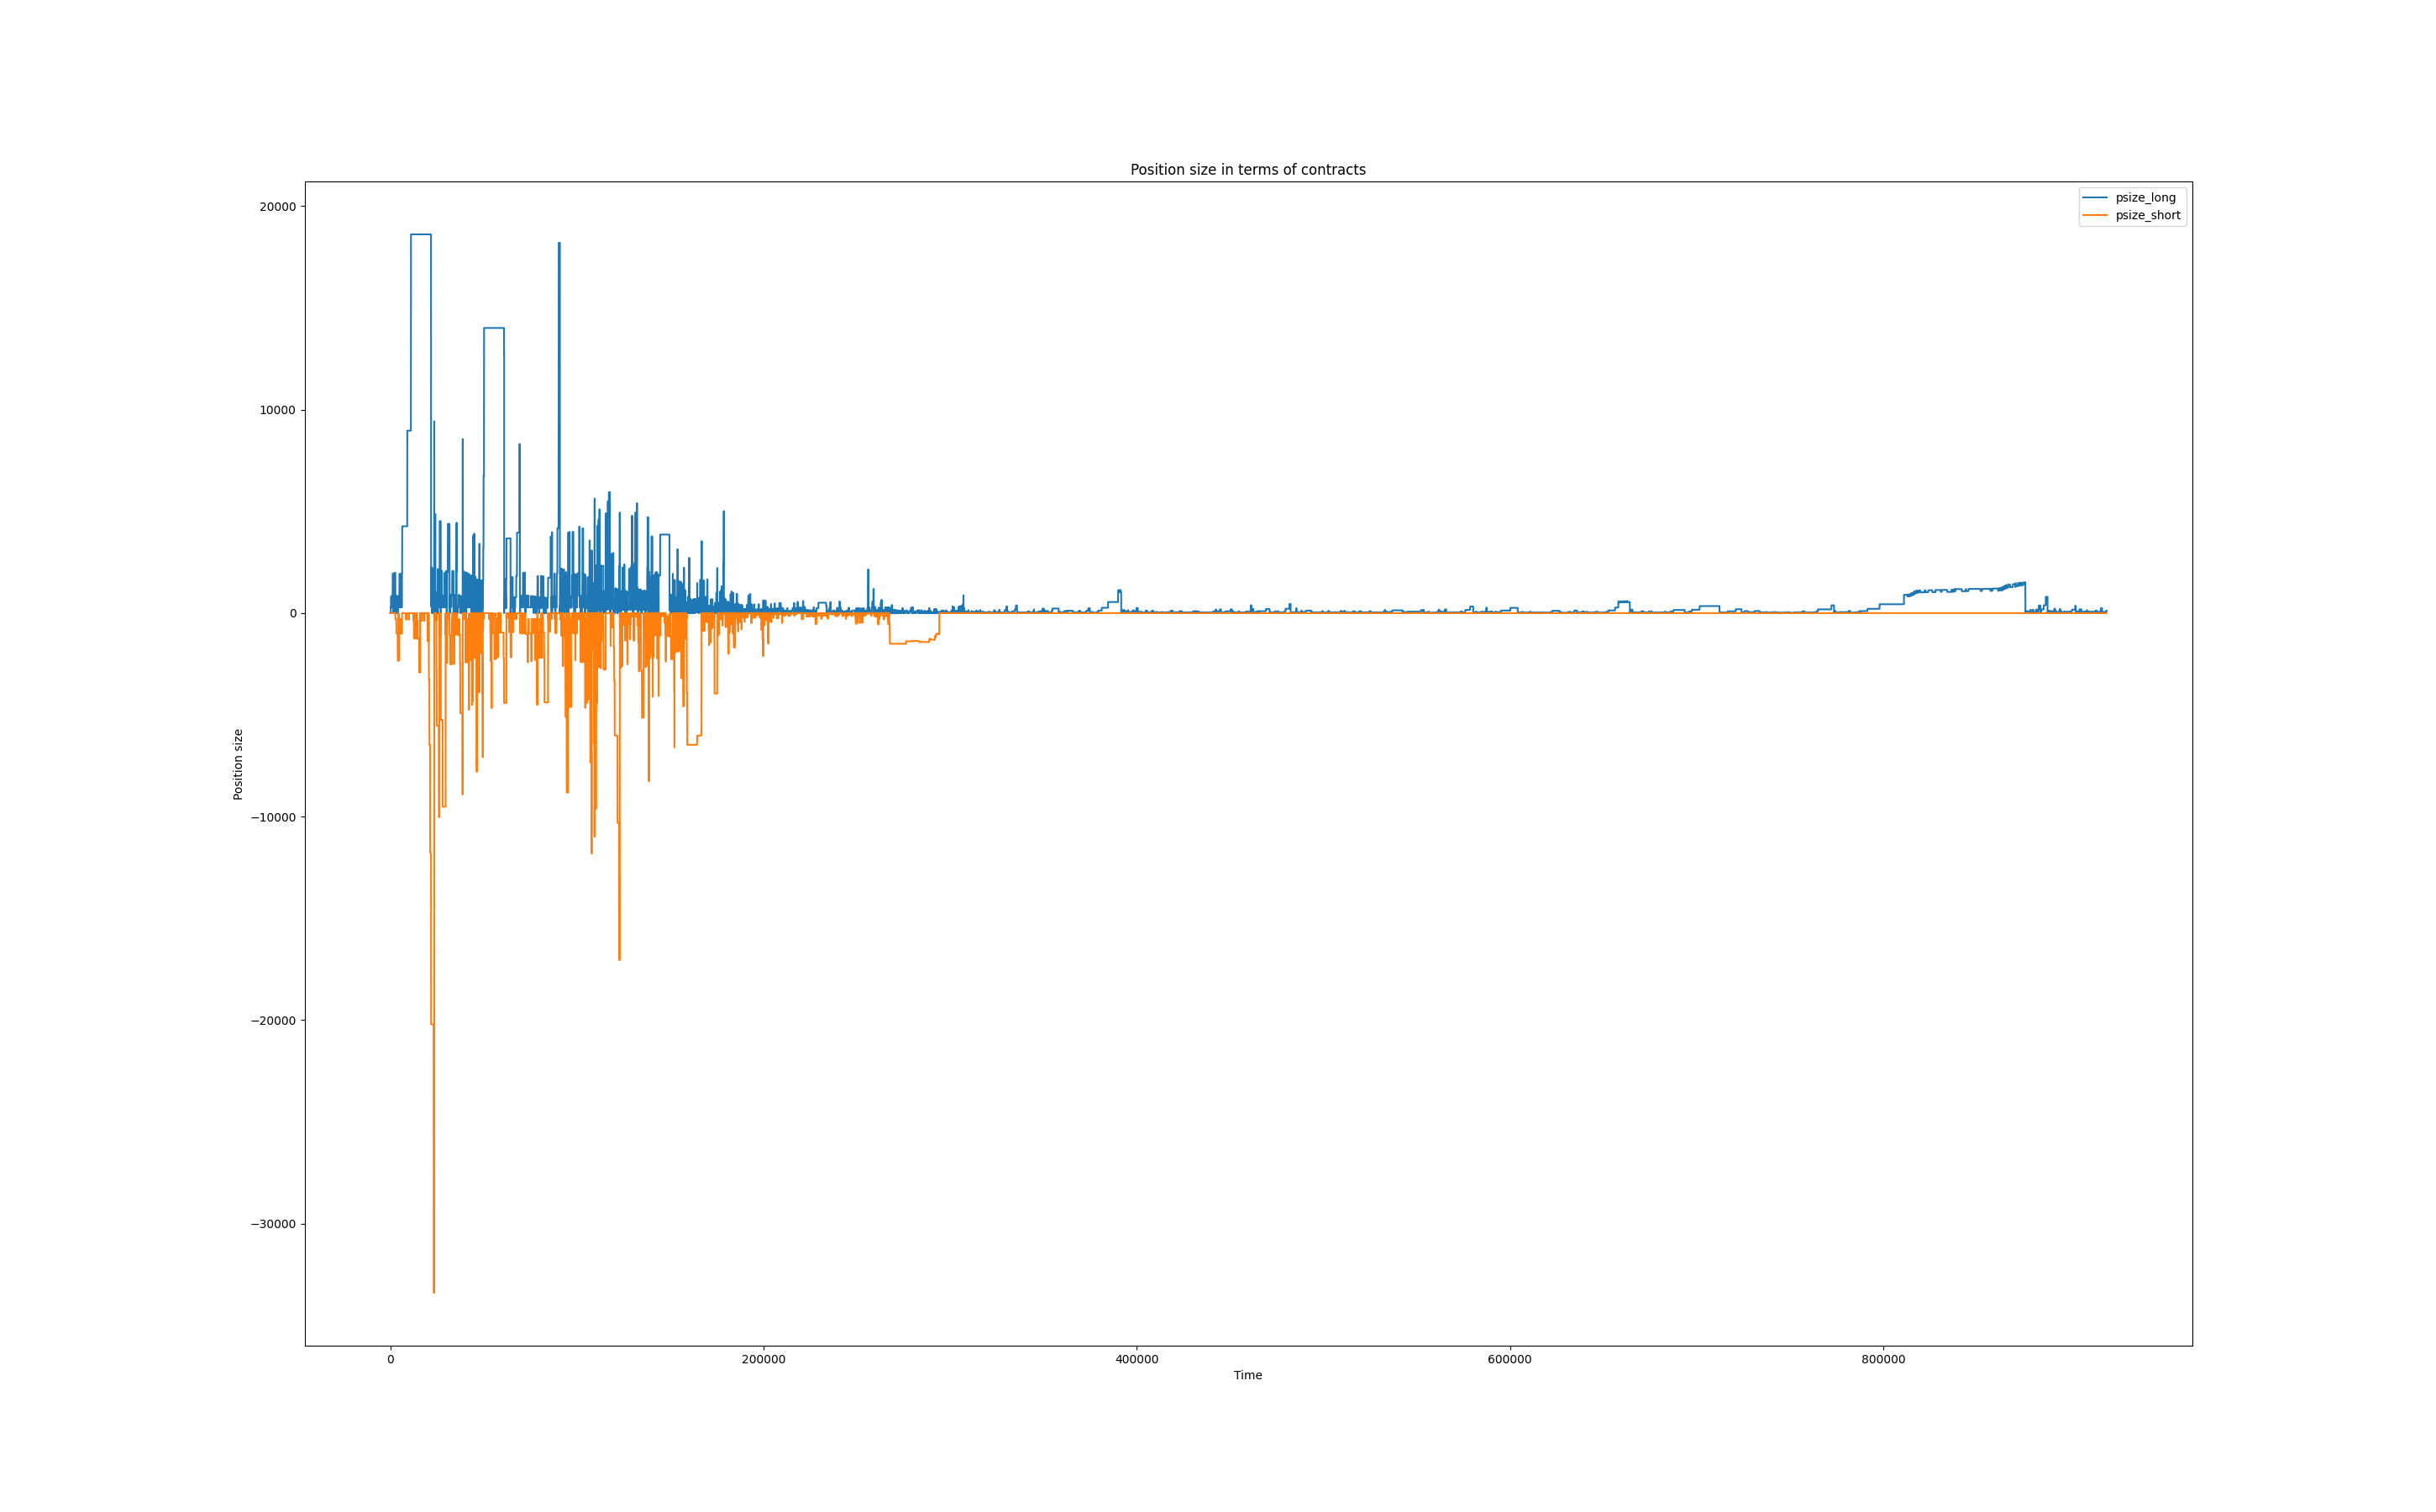 Position size in terms of contracts
psize_long
psize_short
20000
10000
0
−10000
−20000
−30000
Position size
0
200000
400000
600000
800000
Time